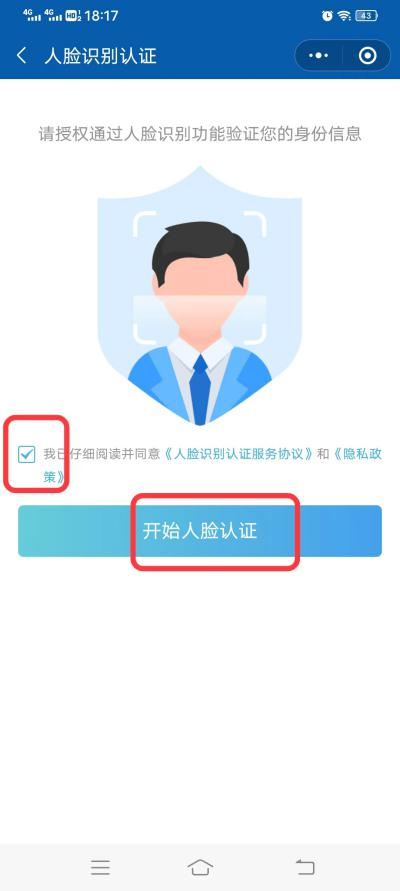 4G 4G HD 1 2 18:17 43
人脸识别认证
请授权通过人脸识别功能验证您的身份信息
我已仔细阅读并同意《人脸识别认证服务协议》和《隐私政
策》
开始人脸认证